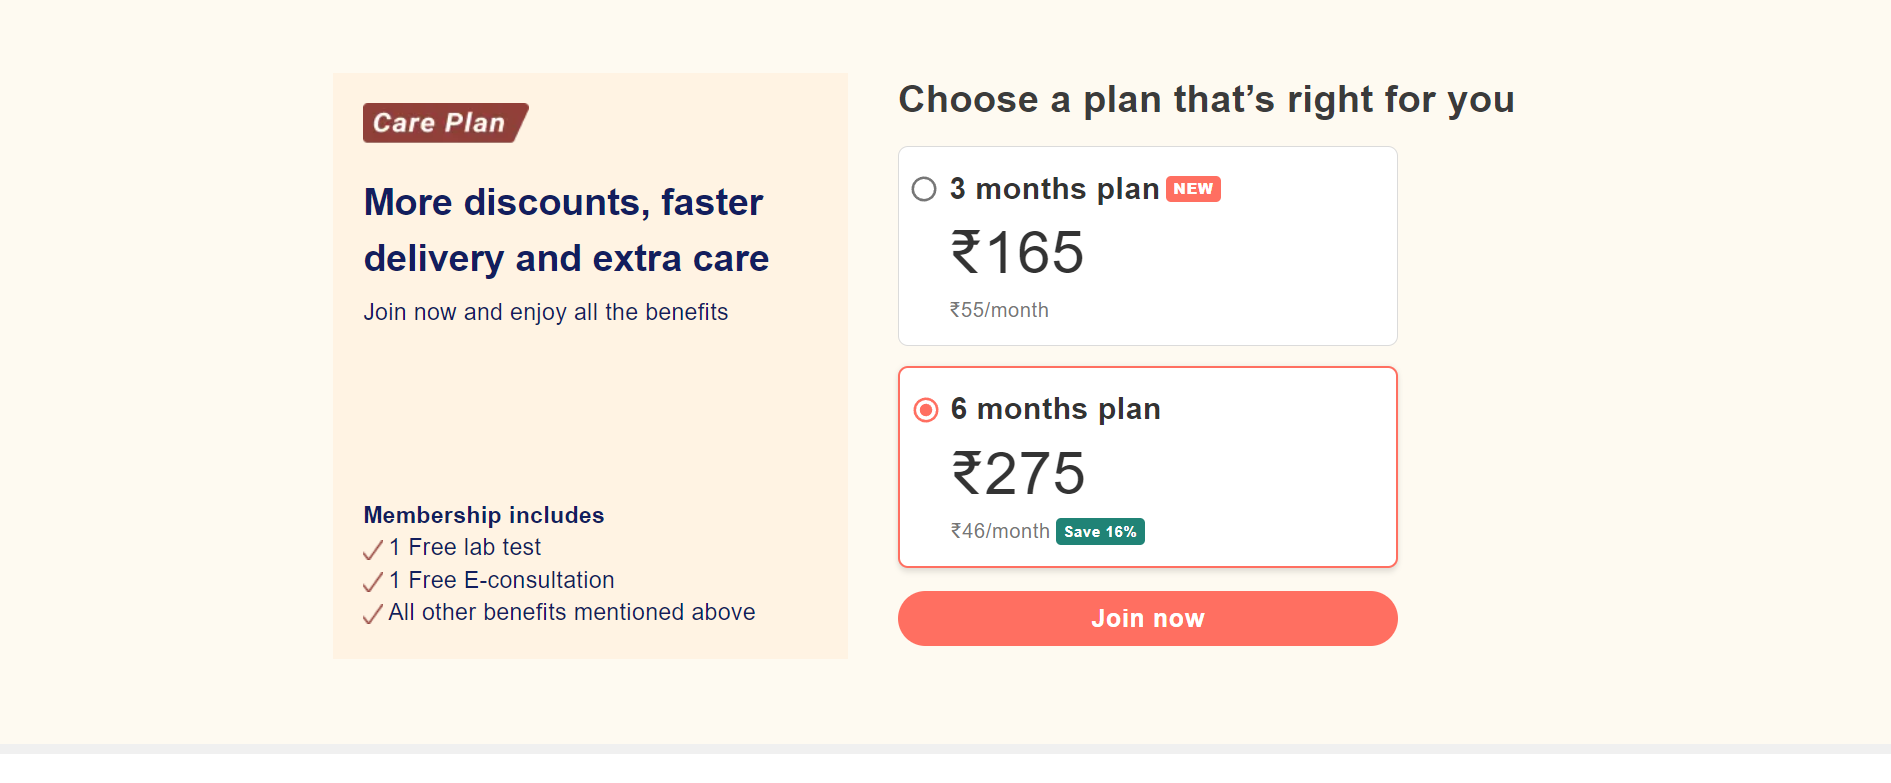 Care Plan
More discounts, faster
delivery and extra care
Join now and enjoy all the benefits
Membership includes
1 Free lab test
1 Free E-consultation
All other benefits mentioned above
Choose a plan that’s right for you
3 months plan NEW
₹165
₹55/month
6 months plan
₹275
₹46/month Save 16%
Join now